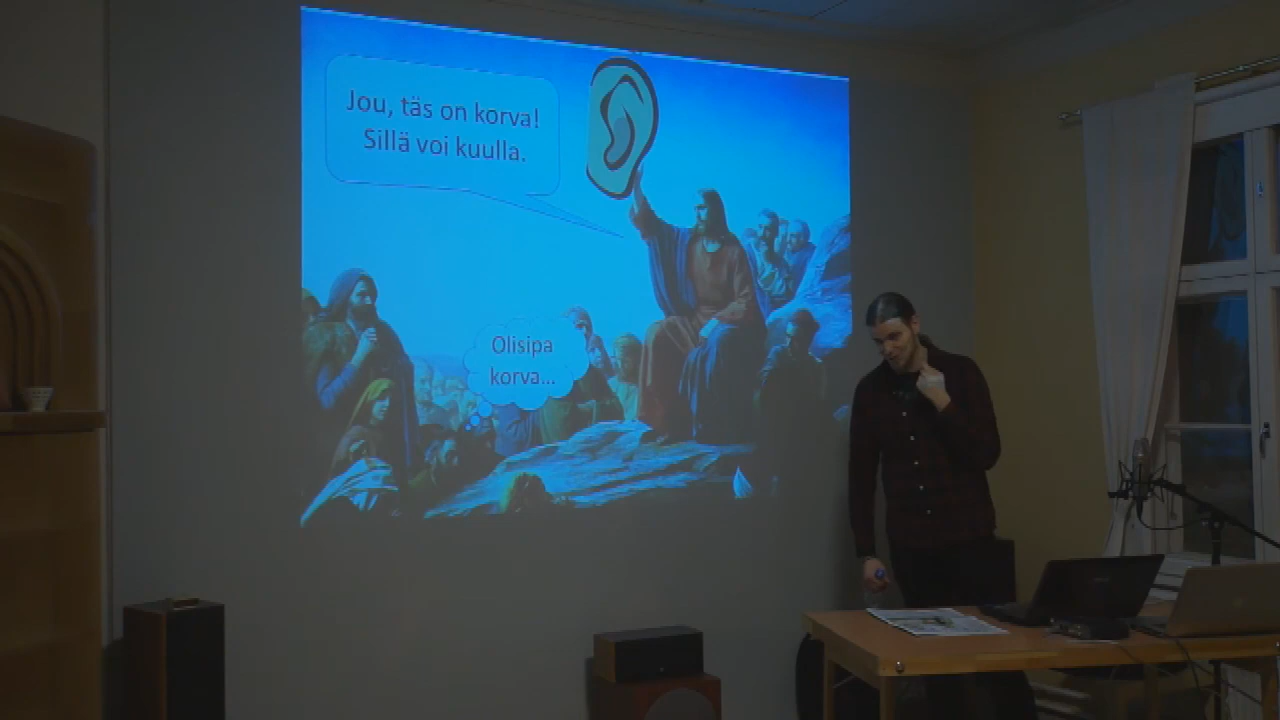 Jou, täs on korva!
Sillä voi kuulla.
Olisipa
korva...